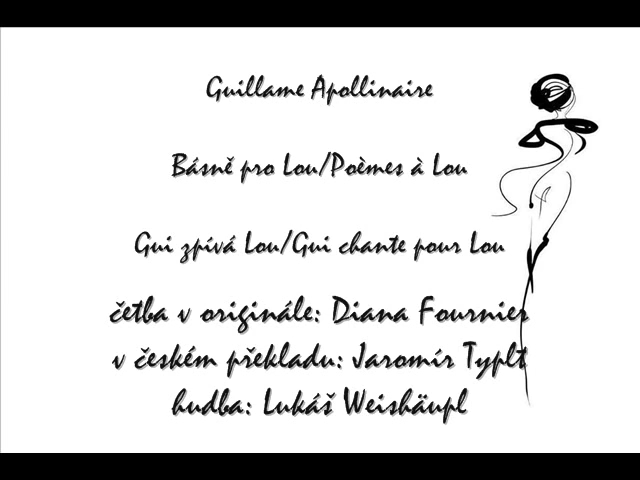 Guillame Apollinaire
Básně pro Lou/Poèmes à Lou
Gui zpívá Lou/Gui chante pour Lou
četba v originále: Diana Fournier
v českém překladu: Jaromír Typlt
hudba: Lukáš Weishäupl